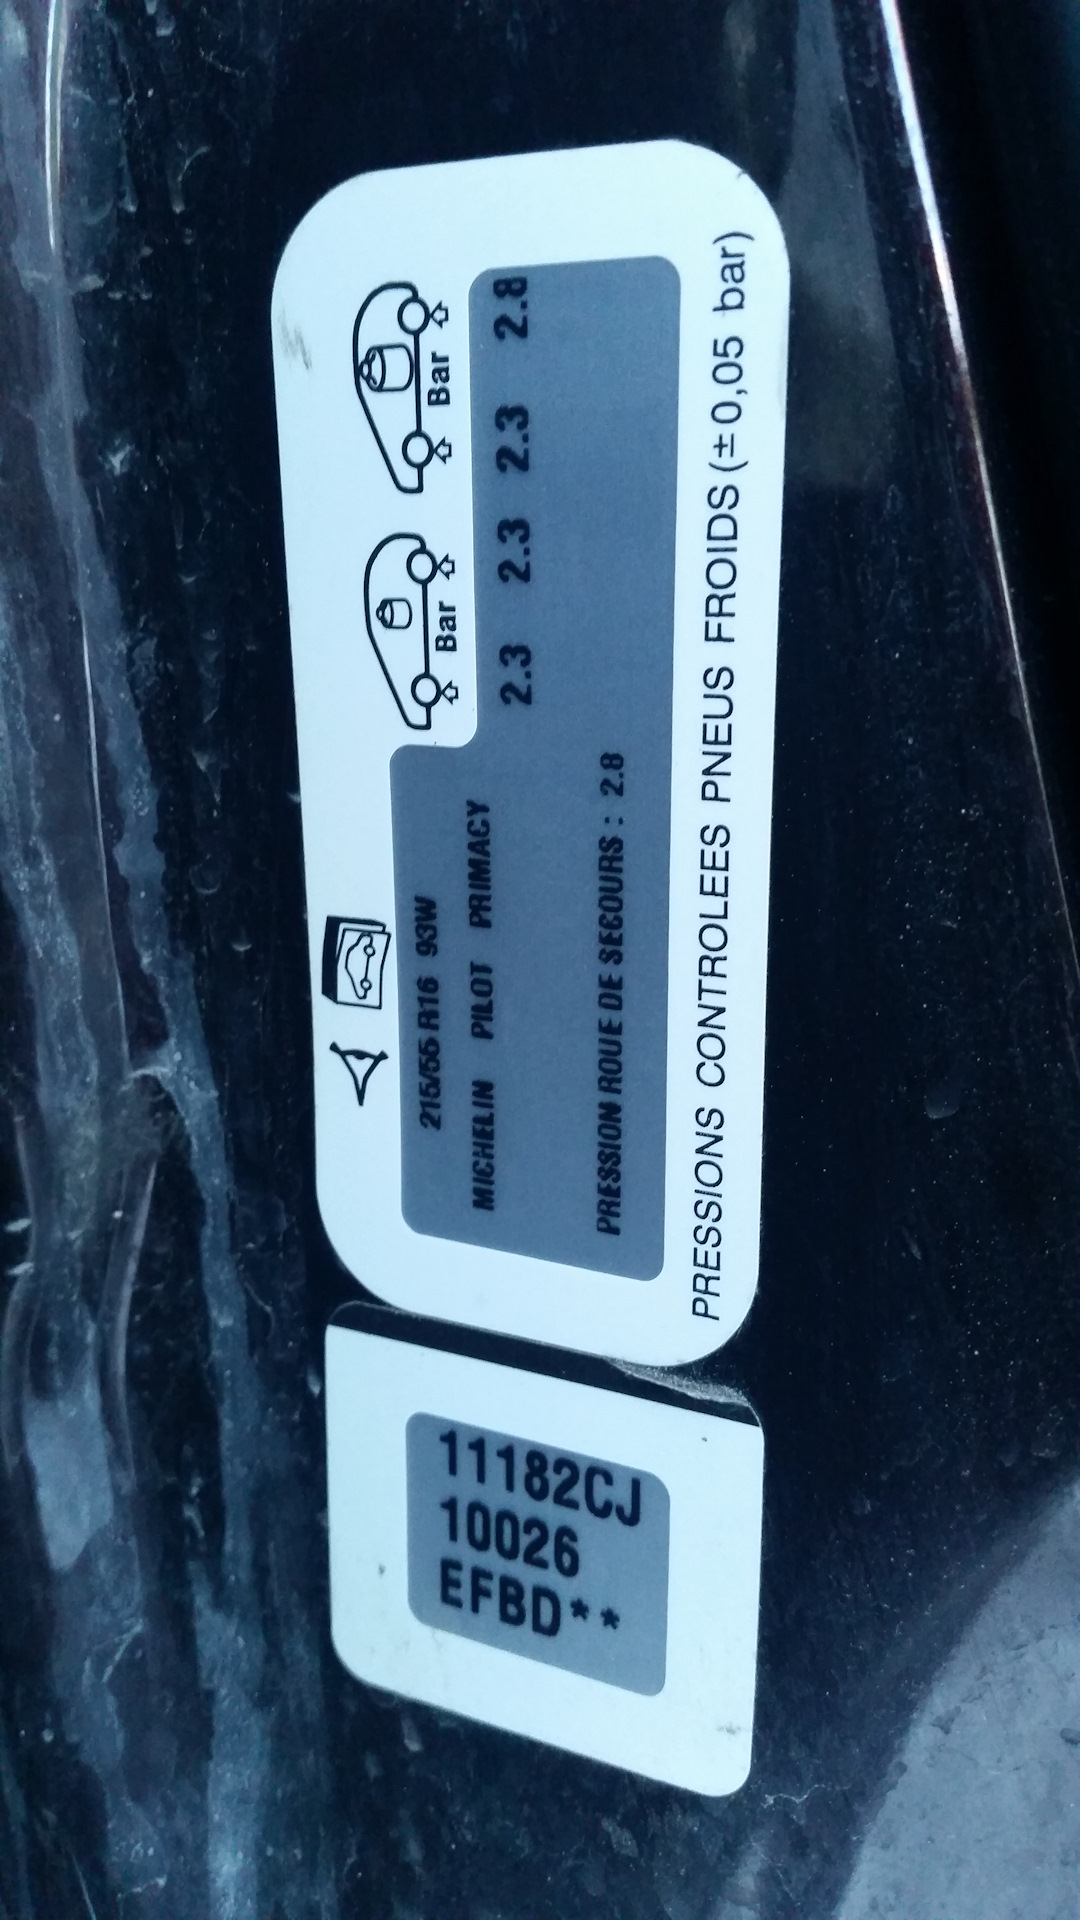 215/55 R16 93W
MICHELIN PILOT PRIMACY
Bar Bar
2.3 2.3 2.3 2.8
PRESSION ROUE DE SECOURS : 2.8
PRESSIONS CONTROLEES PNEUS FROIDS (±0,05 bar)
11182CJ
10026
EFBD**